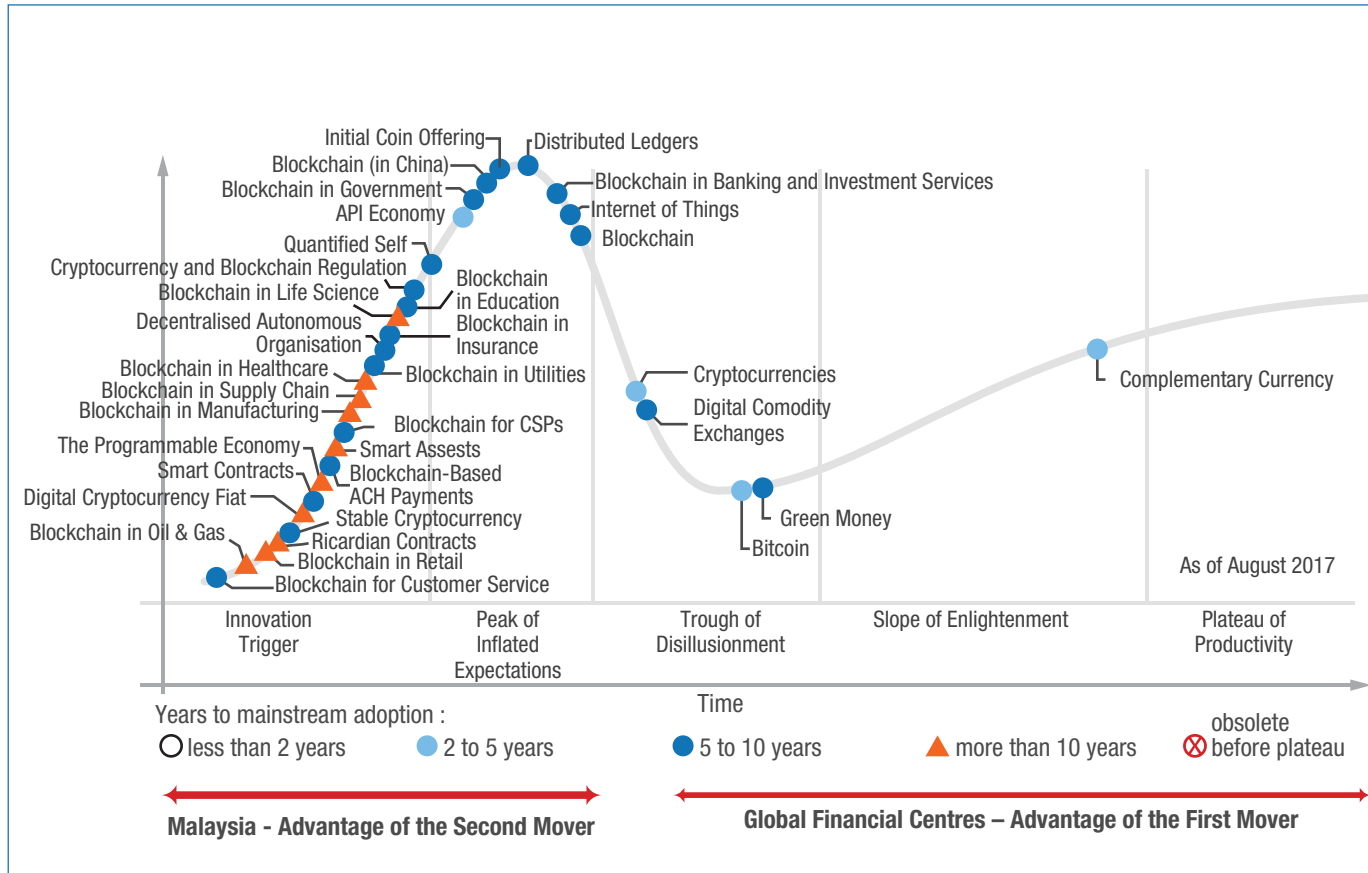 Initial Coin Offering
Distributed Ledgers
Blockchain (in China)
Blockchain in Banking and Investment Services
Blockchain in Government
Internet of Things
API Economy
Blockchain
Quantified Self
Cryptocurrency and Blockchain Regulation
Blockchain
in Education
Blockchain in Life Science
Decentralised Autonomous
Organisation
Blockchain in
Insurance
Blockchain in Healthcare
Blockchain in Utilities
Blockchain in Supply Chain
Blockchain in Manufacturing
Blockchain for CSPs
The Programmable Economy
Smart Assests
Smart Contracts
Blockchain-Based
ACH Payments
Digital Cryptocurrency Fiat
Stable Cryptocurrency
Blockchain in Oil & Gas
Ricardian Contracts
Blockchain in Retail
Blockchain for Customer Service
Cryptocurrencies
Digital Comodity
Exchanges
Green Money
Bitcoin
Complementary Currency
As of August 2017
Innovation
Trigger
Peak of
Inflated
Expectations
Trough of
Disillusionment
Slope of Enlightenment
Plateau of
Productivity
Time
Years to mainstream adoption :
less than 2 years
2 to 5 years
5 to 10 years
more than 10 years
obsolete
before plateau
Malaysia - Advantage of the Second Mover
Global Financial Centres – Advantage of the First Mover